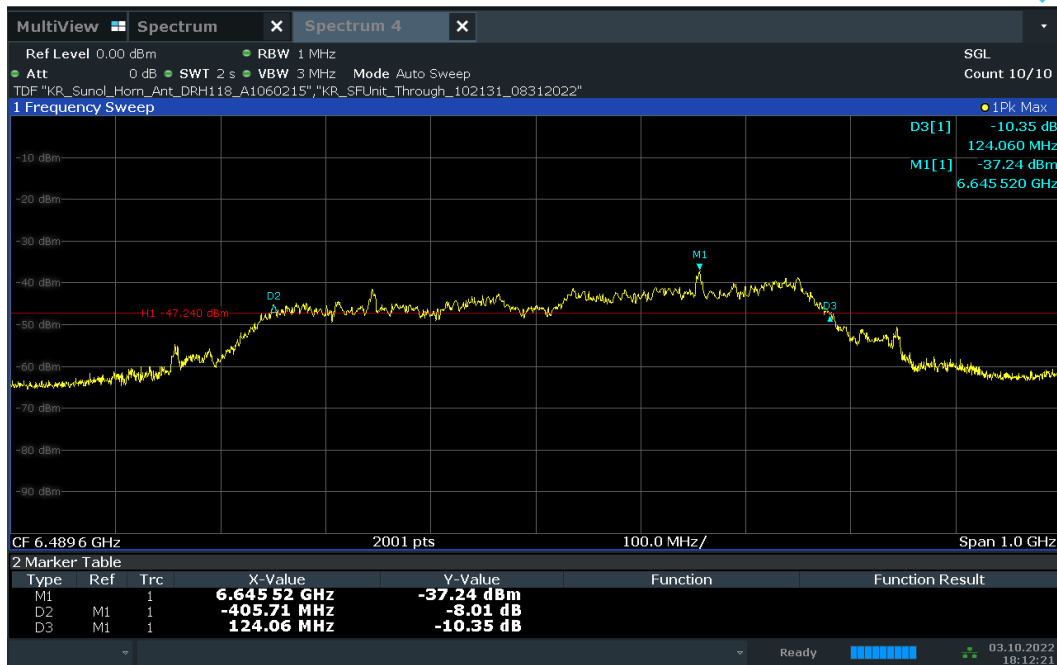 MultiView Spectrum X Spectrum 4 X
Ref Level 0.00 dBm RBW 1 MHz SGL
Att 0 dB SWT 2 s VBW 3 MHz Mode Auto Sweep Count 10/10
TDF "KR_Sunol_Horn_Ant_DRH118_A1060215","KR_SFUnit_Through_102131_08312022"
1 Frequency Sweep 1Pk Max
D3[1] -10.35 dB
124.060 MHz
M1[1] -37.24 dBm
6.645 520 GHz
-10 dBm
-20 dBm
-30 dBm
M1
-40 dBm
D2
D3
H1 -47.240 dBm
-50 dBm
-60 dBm
-70 dBm
-80 dBm
-90 dBm
CF 6.4896 GHz 2001 pts 100.0 MHz/ Span 1.0 GHz
2 Marker Table
Type Ref Trc X-Value Y-Value Function Function Result
M1 1 6.645 52 GHz -37.24 dBm
D2 M1 1 -405.71 MHz -8.01 dB
D3 M1 1 124.06 MHz -10.35 dB
Ready 03.10.2022
18:12:21